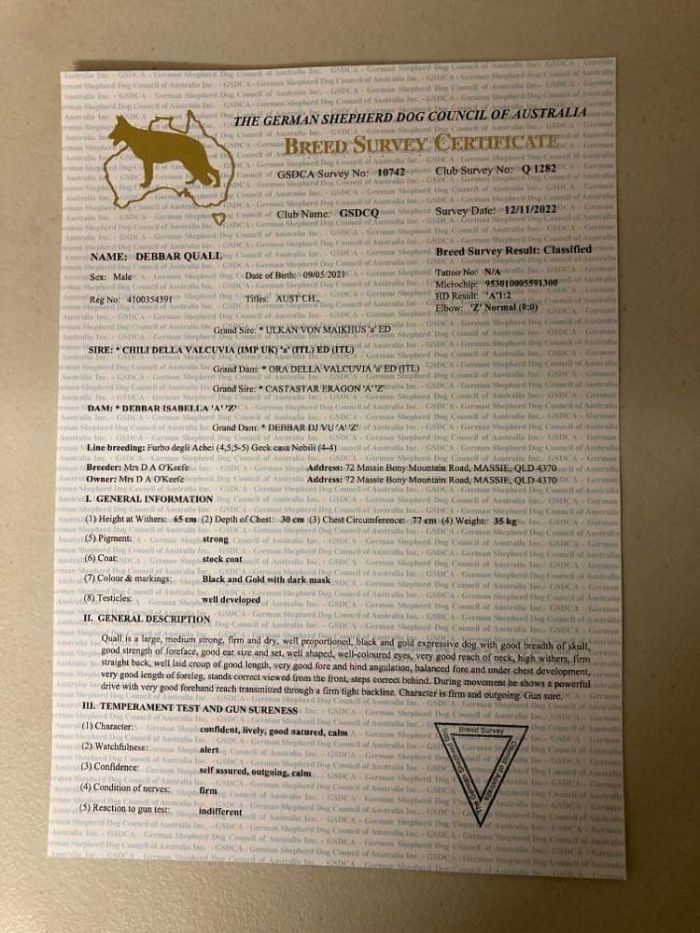 THE GERMAN SHEPHERD DOG COUNCIL OF AUSTRALIA
BREED SURVEY CERTIFICATE
GSDCA Survey No: 10742 Club Survey No: Q 1282
Club Name: GSDCQ Survey Date: 12/11/2022
NAME: DEBBAR QUALL Breed Survey Result: Classified
Sex: Male Date of Birth: 09/05/2021 Tattoo No: N/A
Microchip: 953010005591300
Reg No: 4100354391 Titles: AUST CH., HD Result: 'A'1:2
Elbow: 'Z' Normal (0:0)
Grand Sire: * ULKAN VON MAIKHUS 'a' ED
SIRE: * CHILI DELLA VALCUVIA (IMP UK) 'a' (ITL) ED (ITL)
Grand Dam: * ORA DELLA VALCUVIA 'a' ED (ITL)
Grand Sire: * CASTASTAR ERAGON 'A' 'Z'
DAM: * DEBBAR ISABELLA 'A' 'Z'
Grand Dam: * DEBBAR DJ VU 'A' 'Z'
Line breeding: Furbo degli Achei (4,5,5-5) Geck casa Nobili (4-4)
Breeder: Mrs D A O'Keefe Address: 72 Massie Bony Mountain Road, MASSIE, QLD 4370
Owner: Mrs D A O'Keefe Address: 72 Massie Bony Mountain Road, MASSIE, QLD 4370
I. GENERAL INFORMATION
(1) Height at Withers: 65 cm (2) Depth of Chest: 30 cm (3) Chest Circumference: 77 cm (4) Weight: 35 kg
(5) Pigment: strong
(6) Coat: stock coat
(7) Colour & markings: Black and Gold with dark mask
(8) Testicles: well developed
II. GENERAL DESCRIPTION
Quall is a large, medium strong, firm and dry, well proportioned, black and gold expressive dog with good breadth of skull,
good strength of foreface, good ear size and set, well shaped, well-coloured eyes, very good reach of neck, high withers, firm
straight back, well laid croup of good length, very good fore and hind angulation, balanced fore and under chest development,
very good length of foreleg, stands correct viewed from the front, steps correct behind. During movement he shows a powerful
drive with very good forehand reach transmitted through a firm tight backline. Character is firm and outgoing. Gun sure.
III. TEMPERAMENT TEST AND GUN SURENESS
(1) Character: confident, lively, good natured, calm
(2) Watchfulness: alert
(3) Confidence: self assured, outgoing, calm
(4) Condition of nerves: firm
(5) Reaction to gun test: indifferent
Breed Survey
The German Shepherd Dog
Council of Australia